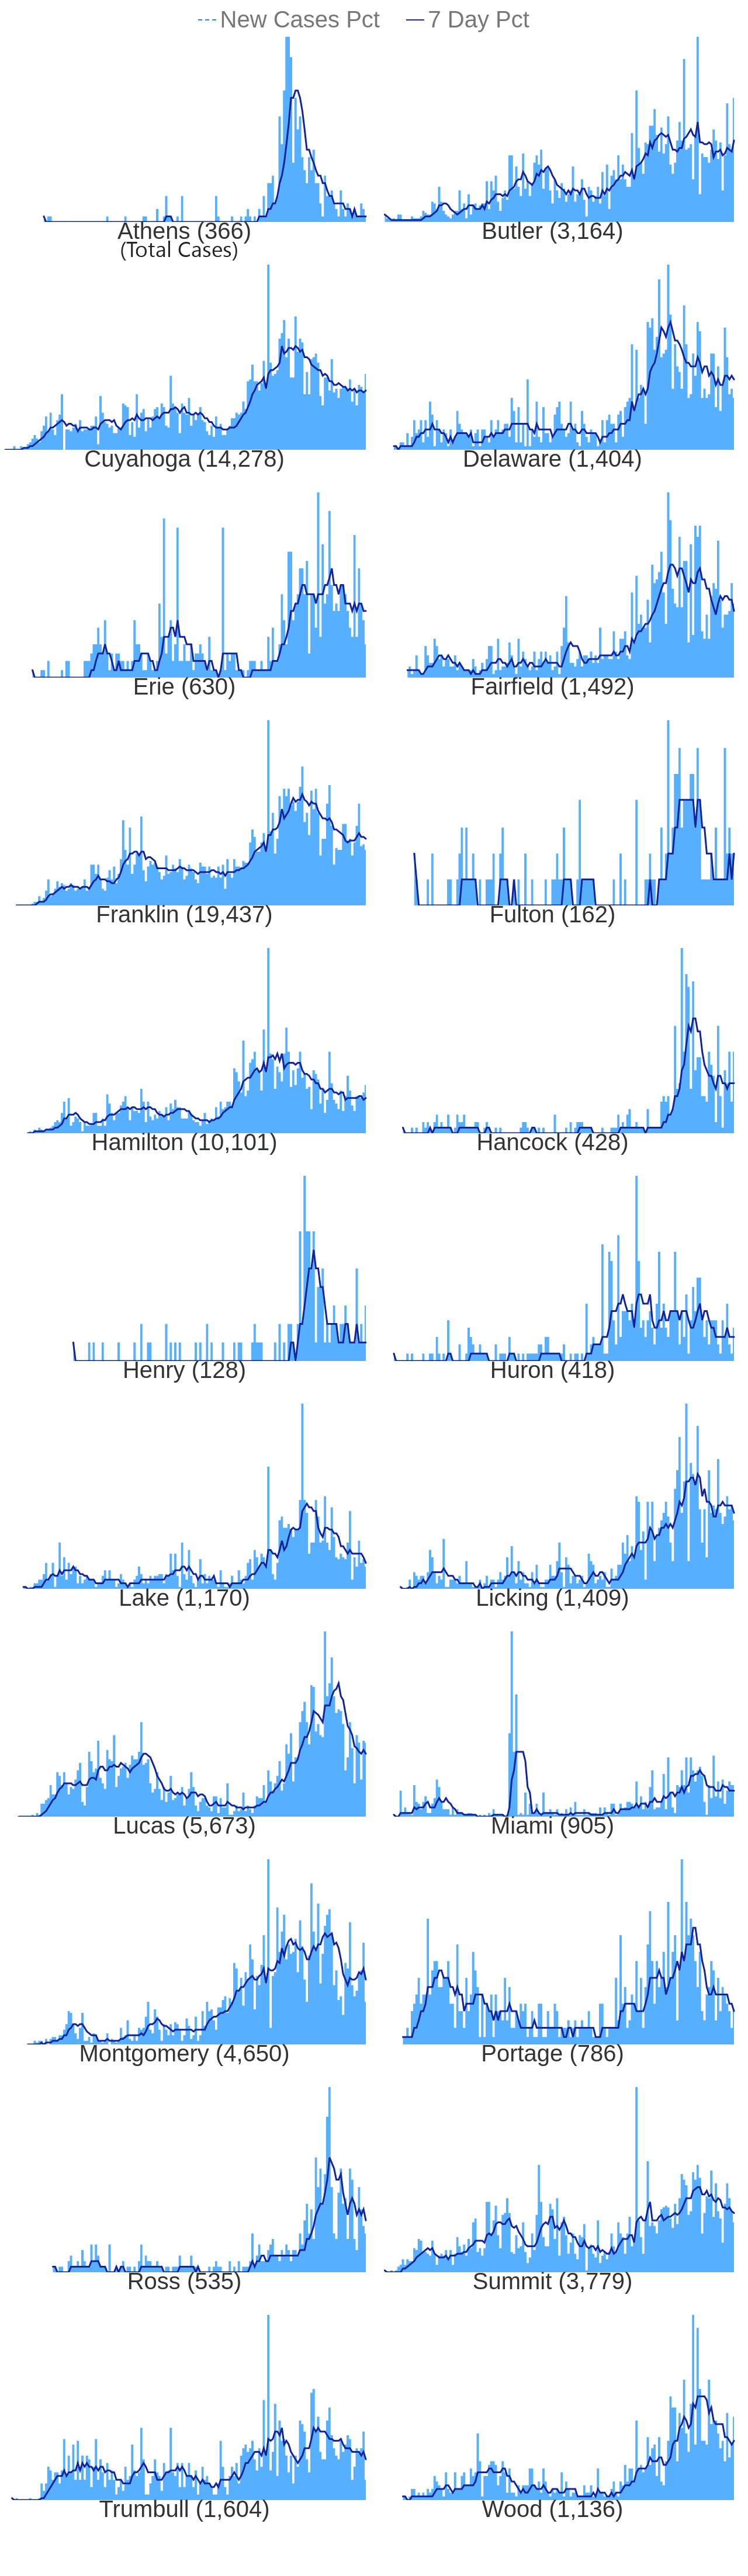 New Cases Pct 7 Day Pct
Athens (366) Butler (3,164)
(Total Cases)
Cuyahoga (14,278) Delaware (1,404)
Erie (630) Fairfield (1,492)
Franklin (19,437) Fulton (162)
Hamilton (10,101) Hancock (428)
Henry (128) Huron (418)
Lake (1,170) Licking (1,409)
Lucas (5,673) Miami (905)
Montgomery (4,650) Portage (786)
Ross (535) Summit (3,779)
Trumbull (1,604) Wood (1,136)